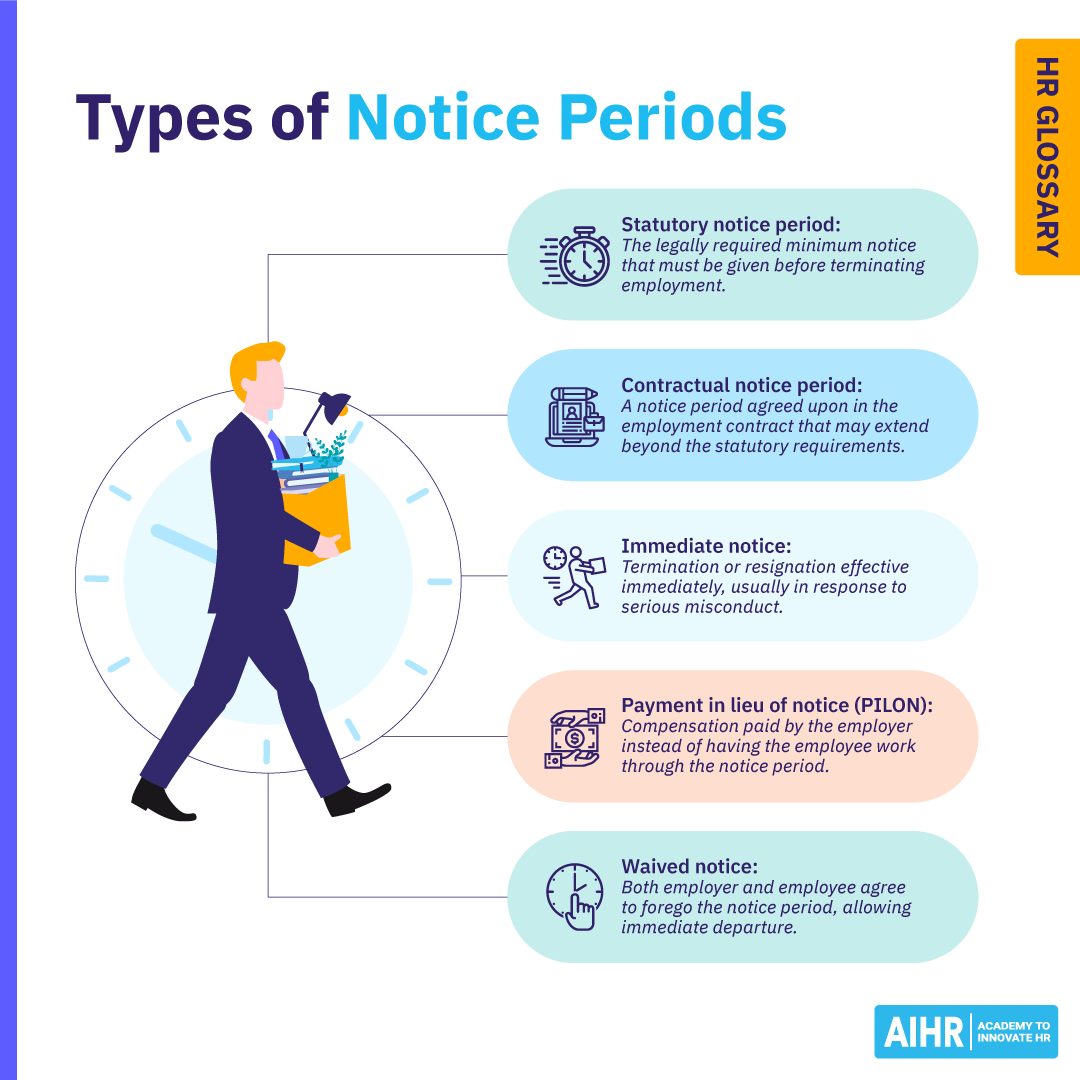 Types of Notice Periods
HR GLOSSARY
Statutory notice period:
The legally required minimum notice
that must be given before terminating
employment.
Contractual notice period:
A notice period agreed upon in the
employment contract that may extend
beyond the statutory requirements.
Immediate notice:
Termination or resignation effective
immediately, usually in response to
serious misconduct.
Payment in lieu of notice (PILON):
Compensation paid by the employer
instead of having the employee work
through the notice period.
Waived notice:
Both employer and employee agree
to forego the notice period, allowing
immediate departure.
AIHR
ACADEMY TO
INNOVATE HR